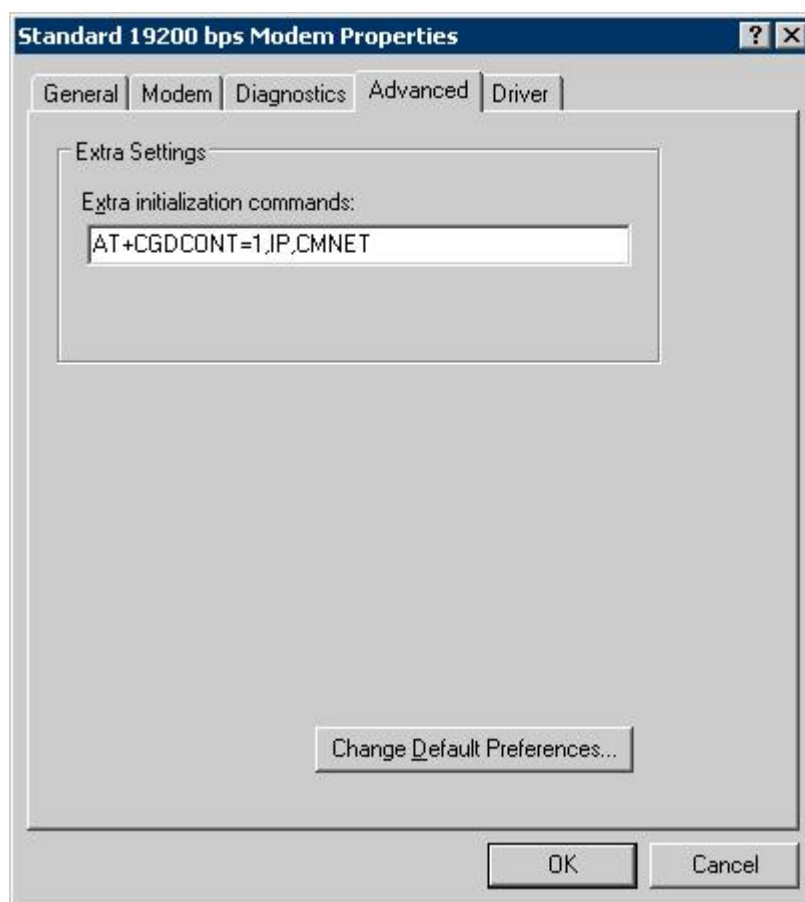 Standard 19200 bps Modem Properties
General Modem Diagnostics Advanced Driver
Extra Settings
Extra initialization commands:
AT+CGDCONT=1,IP,CMNET
Change Default Preferences...
OK Cancel